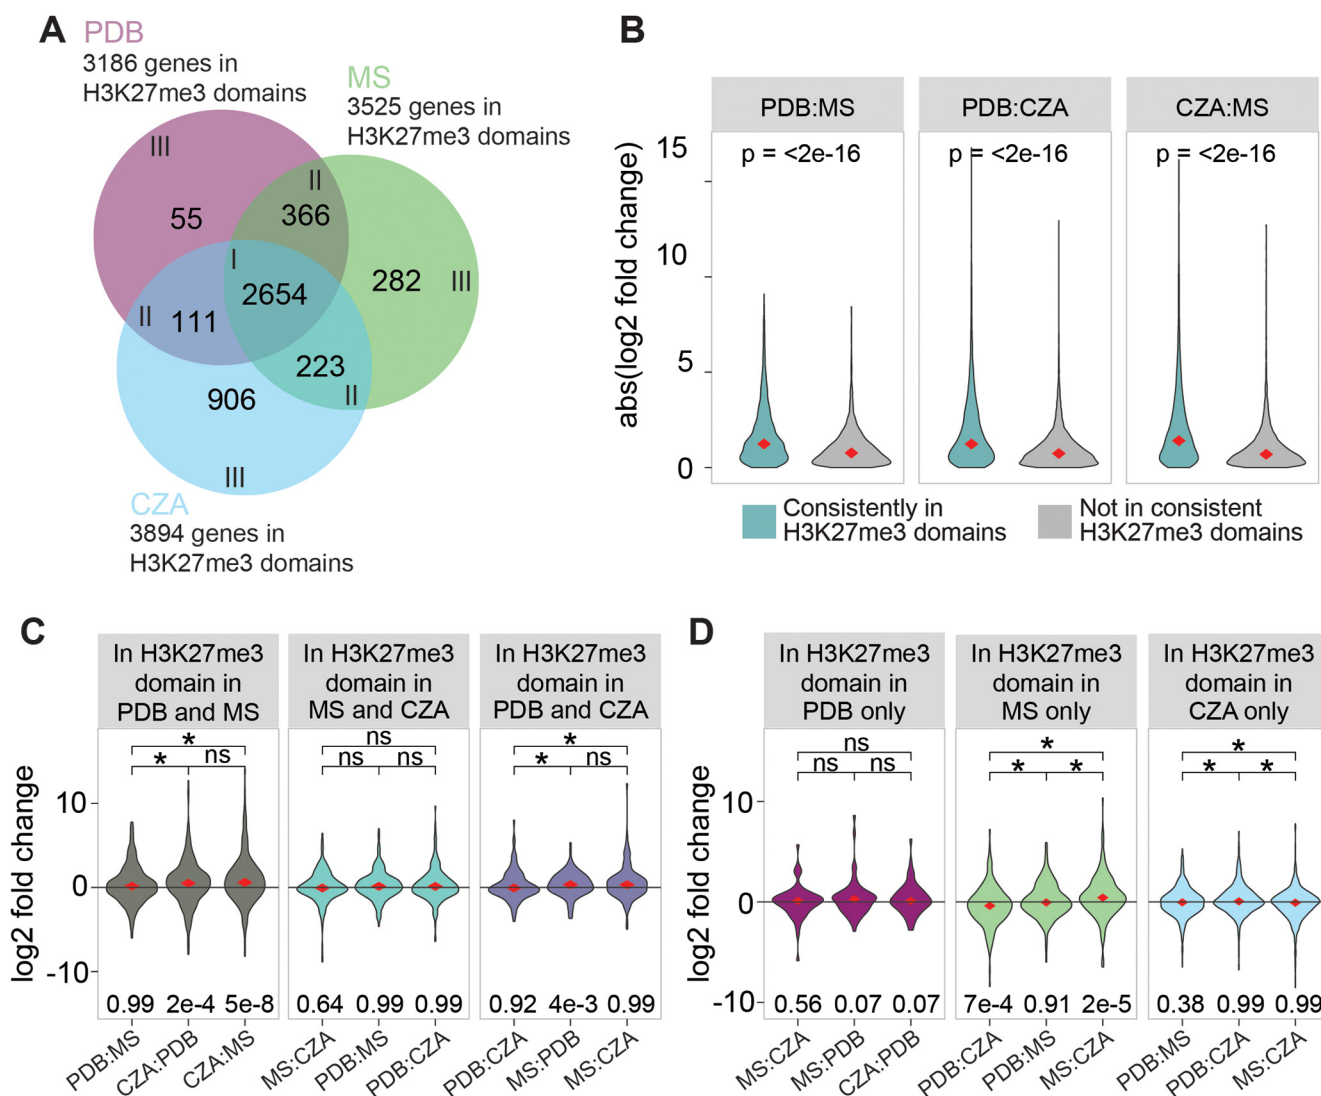 A
PDB
3186 genes in
H3K27me3 domains
MS
3525 genes in
H3K27me3 domains
III
II
55
366
I
282
III
2654
II
111
223
906
II
III
CZA
3894 genes in
H3K27me3 domains
B
PDB:MS
PDB:CZA
CZA:MS
abs(log2 fold change)
15
10
5
0
p = <2e-16
p = <2e-16
p = <2e-16
Consistently in
H3K27me3 domains
Not in consistent
H3K27me3 domains
C
In H3K27me3
domain in
PDB and MS
In H3K27me3
domain in
MS and CZA
In H3K27me3
domain in
PDB and CZA
log2 fold change
10
0
-10
*
* ns
ns
ns ns
*
* ns
0.99 2e-4 5e-8
0.64 0.99 0.99
0.92 4e-3 0.99
PDB:MS
CZA:PDB
CZA:MS
MS:CZA
PDB:MS
PDB:CZA
PDB:CZA
MS:PDB
MS:CZA
D
In H3K27me3
domain in
PDB only
In H3K27me3
domain in
MS only
In H3K27me3
domain in
CZA only
log2 fold change
10
0
-10
ns
ns ns
*
* *
*
* *
0.56 0.07 0.07
7e-4 0.91 2e-5
0.38 0.99 0.99
MS:CZA
MS:PDB
CZA:PDB
PDB:CZA
PDB:MS
MS:CZA
PDB:MS
PDB:CZA
MS:CZA